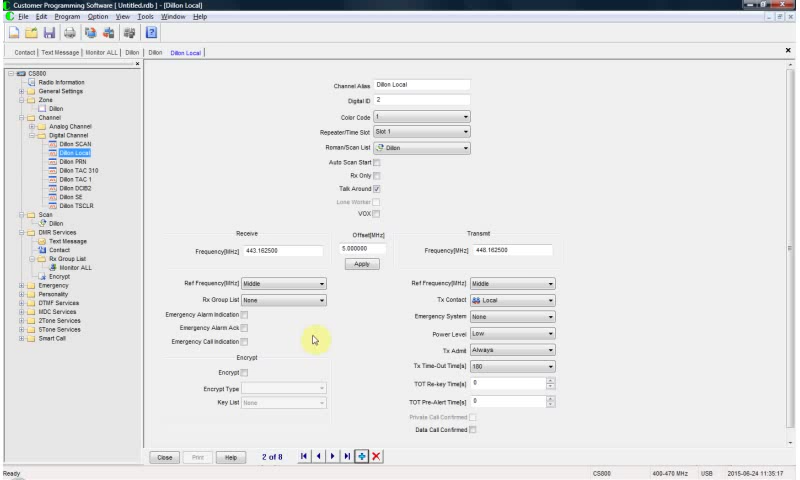 Customer Programming Software [ Untitled.rdb ] - [Dillon Local]
File Edit Program Option View Tools Window Help
Contact | Text Message | Monitor ALL | Dillon | Dillon Dillon Local
CS800
Radio Information
General Settings
Zone
Dillon
Channel
Analog Channel
Digital Channel
Dillon SCAN
Dillon Local
Dillon PRN
Dillon TAC 310
Dillon TAC 1
Dillon DCIB2
Dillon SE
Dillon TSCLR
Scan
Dillon
DMR Services
Text Message
Contact
Rx Group List
Monitor ALL
Encrypt
Emergency
Personality
DTMF Services
MDC Services
2Tone Services
5Tone Services
Smart Call
Channel Alias Dillon Local
Digital ID 2
Color Code 1
Repeater/Time Slot Slot 1
Roman/Scan List Dillon
Auto Scan Start
Rx Only
Talk Around
Lone Worker
VOX
Receive
Frequency[MHz] 443.162500
Offset[MHz]
5.000000
Apply
Transmit
Frequency[MHz] 448.162500
Ref Frequency[MHz] Middle
Rx Group List None
Emergency Alarm Indication
Emergency Alarm Ack
Emergency Call Indication
Encrypt
Encrypt
Encrypt Type
Key List None
Ref Frequency[MHz] Middle
Tx Contact Local
Emergency System None
Power Level Low
Tx Admit Always
Tx Time-Out Time[s] 180
TOT Re-key Time[s] 0
TOT Pre-Alert Time[s] 0
Private Call Confirmed
Data Call Confirmed
Close Print Help 2 of 8
Ready CS800 400-470 MHz USB 2015-06-24 11:35:17